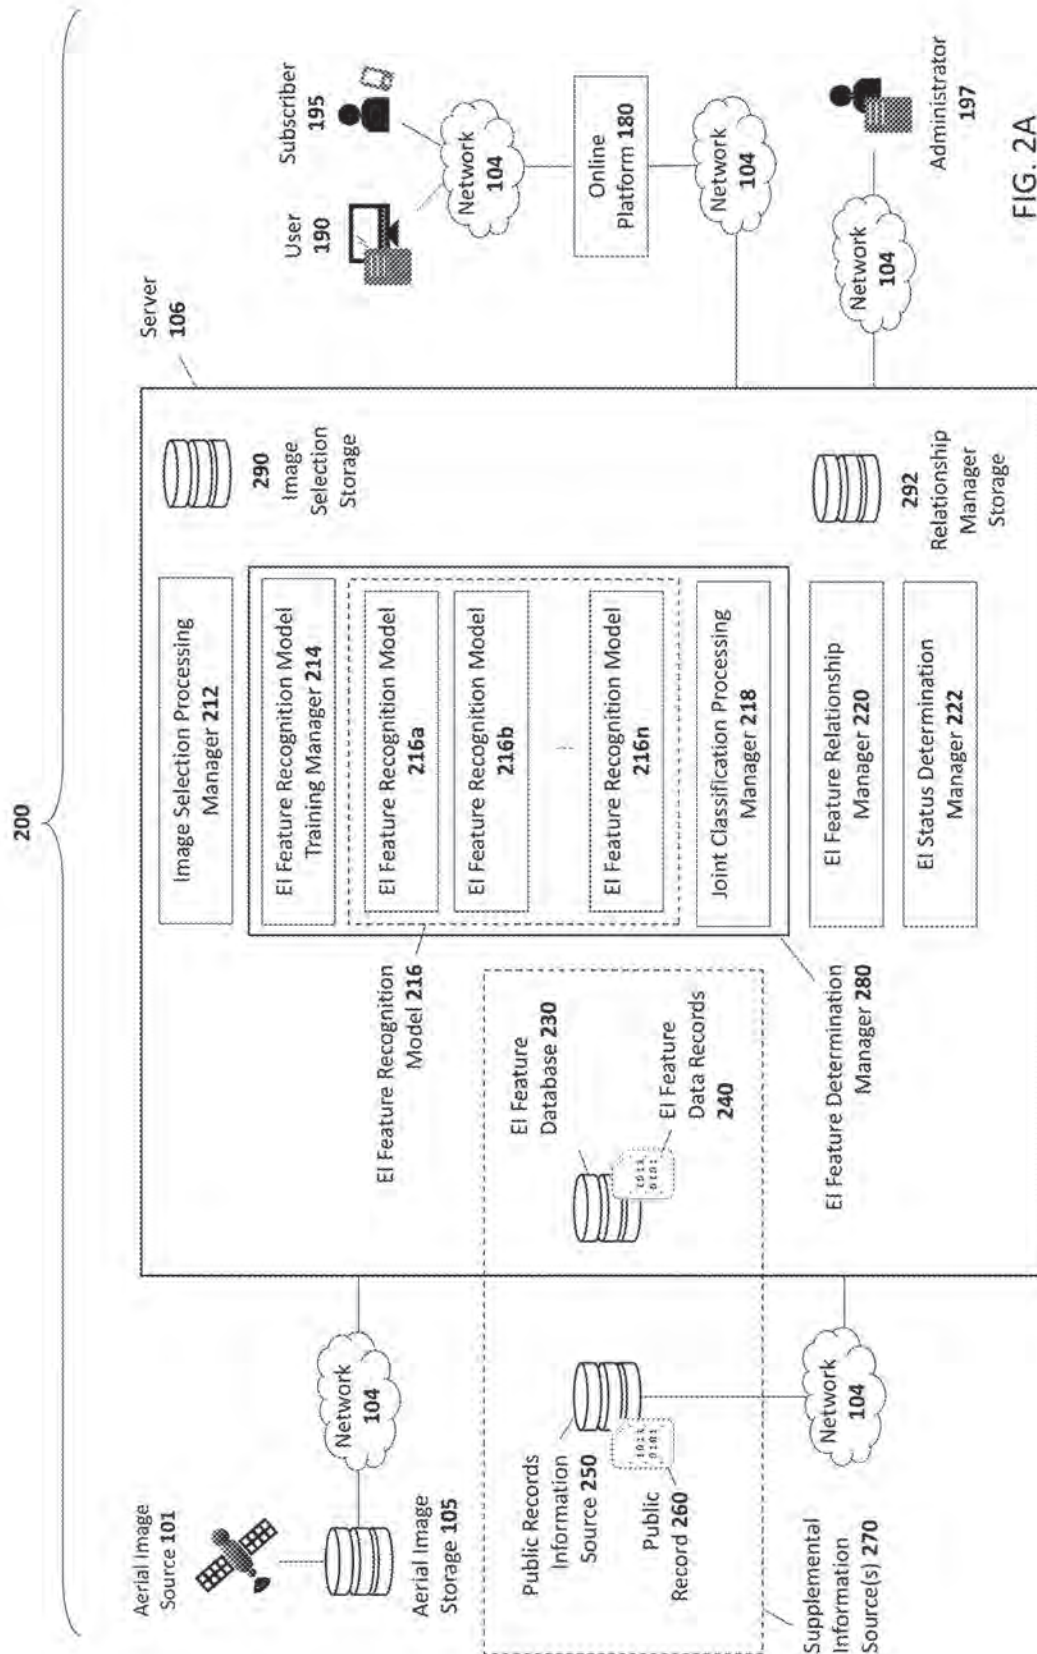 200
Aerial Image
Source 101
Aerial Image
Storage 105
Network
104
Public Records
Information
Source 250
Public
Record 260
Supplemental
Information
Source(s) 270
Network
104
Server
106
Image Selection Processing
Manager 212
EI Feature Recognition Model
Training Manager 214
EI Feature Recognition Model
216a
EI Feature Recognition Model
216b
EI Feature Recognition Model
216n
Joint Classification Processing
Manager 218
EI Feature Relationship
Manager 220
EI Status Determination
Manager 222
EI Feature Recognition
Model 216
EI Feature
Database 230
EI Feature
Data Records
240
EI Feature Determination
Manager 280
290
Image
Selection
Storage
292
Relationship
Manager
Storage
User
190
Subscriber
195
Network
104
Online
Platform 180
Network
104
Network
104
Administrator
197
FIG. 2A